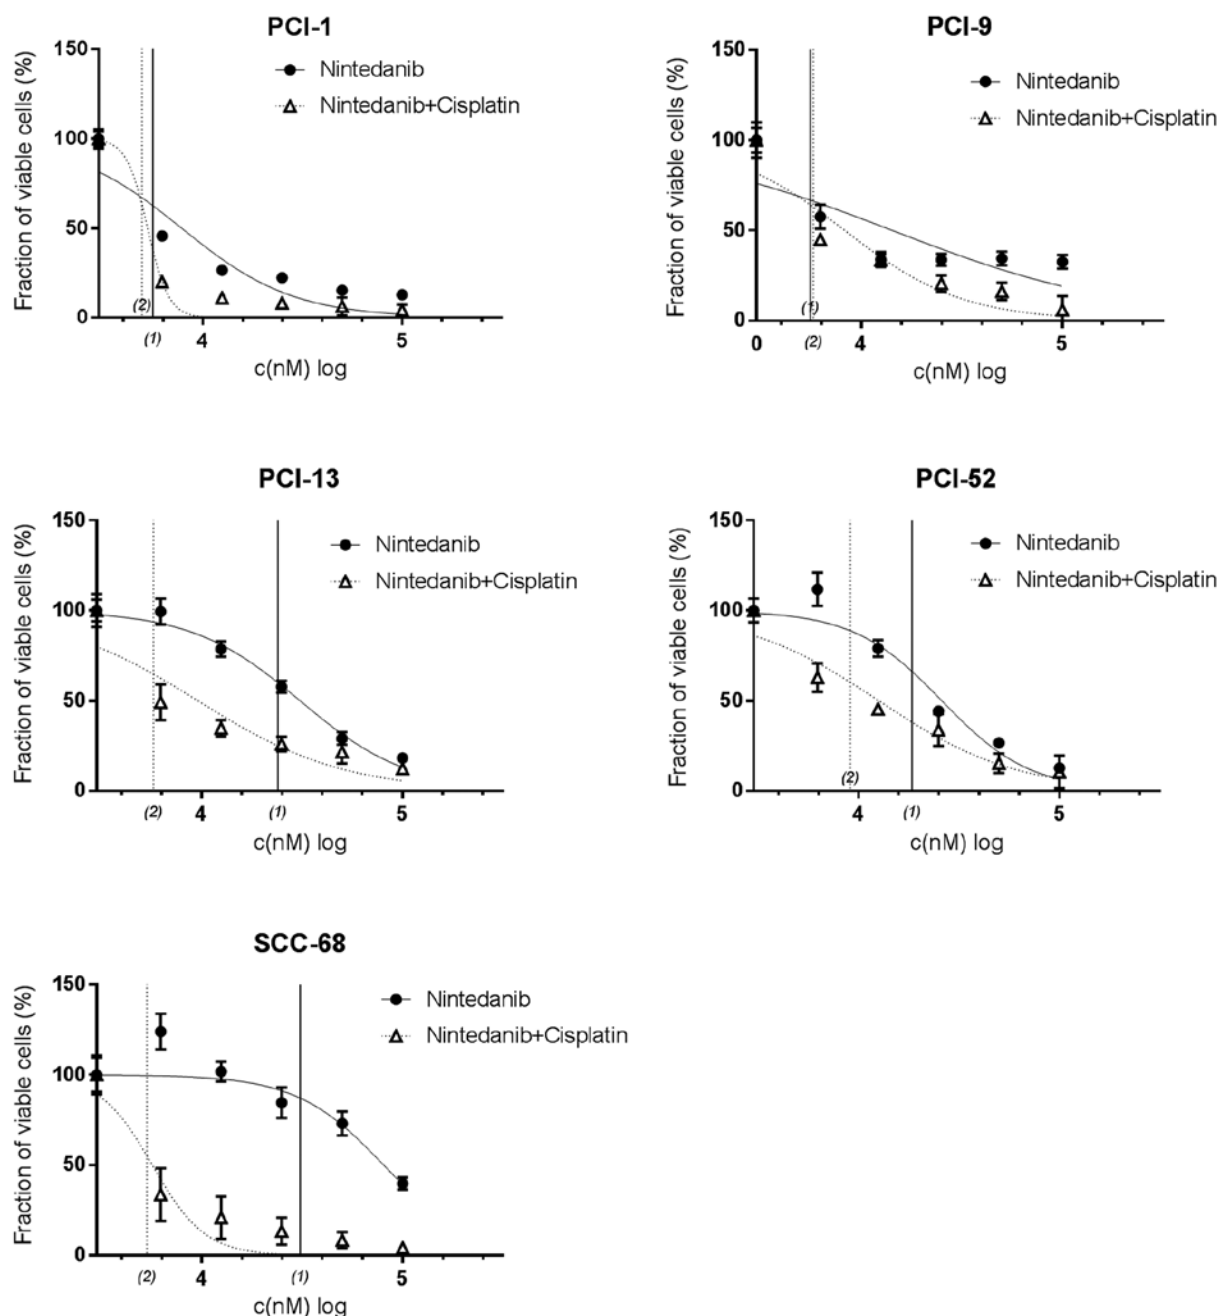 PCI-1
150
100
50
0
Fraction of viable cells (%)
Nintedanib
Nintedanib+Cisplatin
(2)
(1)
4
5
c(nM) log
PCI-9
150
100
50
0
Fraction of viable cells (%)
Nintedanib
Nintedanib+Cisplatin
(1)
(2)
0
4
5
c(nM) log
PCI-13
150
100
50
0
Fraction of viable cells (%)
Nintedanib
Nintedanib+Cisplatin
(2)
4
(1)
5
c(nM) log
PCI-52
150
100
50
0
Fraction of viable cells (%)
Nintedanib
Nintedanib+Cisplatin
(2)
4
(1)
5
c(nM) log
SCC-68
150
100
50
0
Fraction of viable cells (%)
Nintedanib
Nintedanib+Cisplatin
(2)
4
(1)
5
c(nM) log